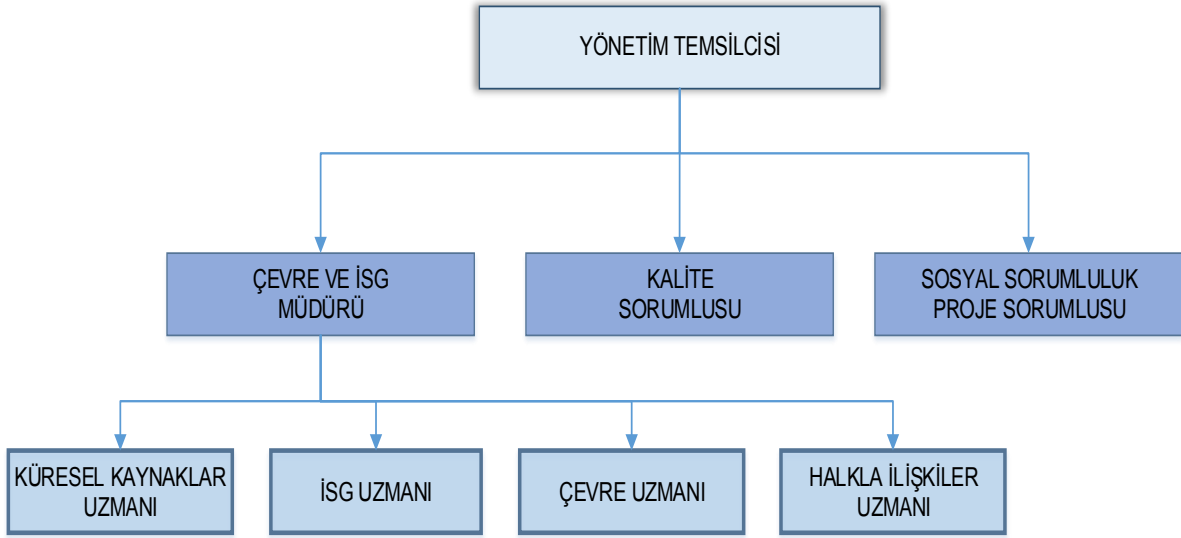 YÖNETİM TEMSİLCİSİ
ÇEVRE VE İSG
MÜDÜRÜ
KALİTE
SORUMLUSU
SOSYAL SORUMLULUK
PROJE SORUMLUSU
KÜRESEL KAYNAKLAR
UZMANI
İSG UZMANI
ÇEVRE UZMANI
HALKLA İLİŞKİLER
UZMANI